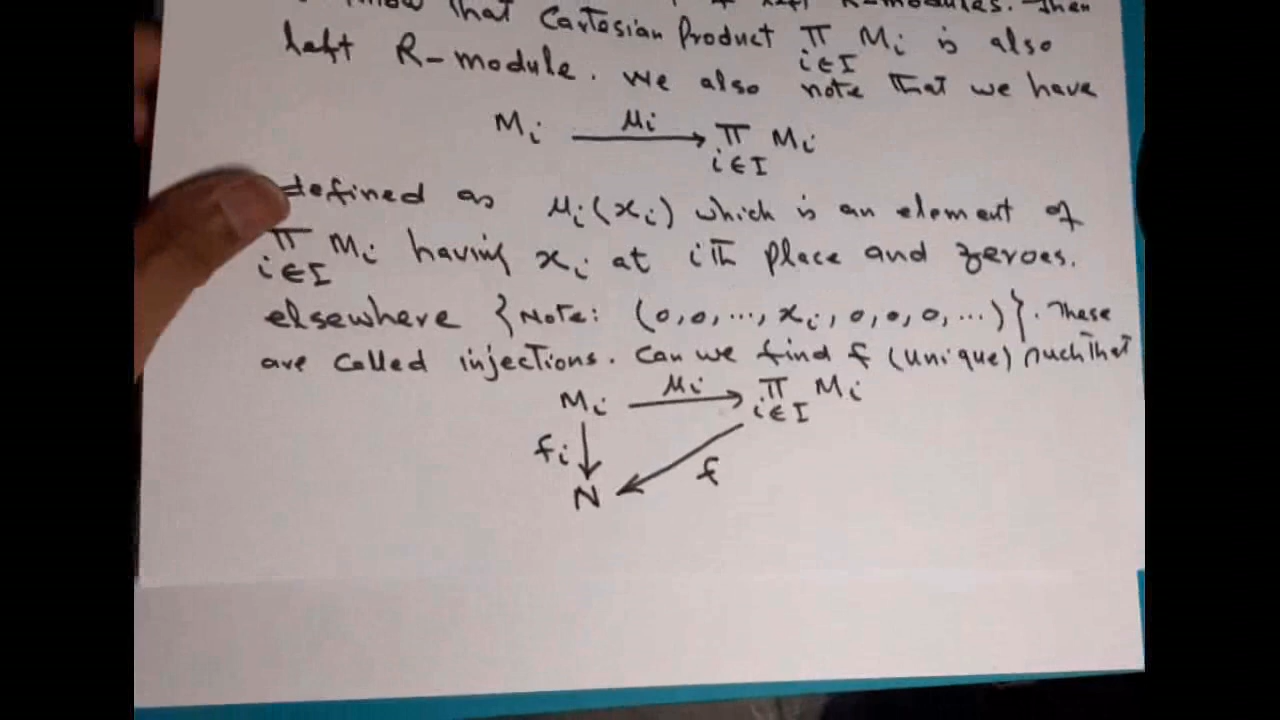 that Cartesian Product π Mᵢ is also
i∈I
left R-module. We also note that we have
Mᵢ μᵢ π Mᵢ
i∈I
defined as μᵢ(xᵢ) which is an element of
π Mᵢ having xᵢ at ith place and zeroes.
i∈I
elsewhere {Note: (0,0,...,xᵢ,0,0,0,...)}. These
are called injections. Can we find f (unique) such that
Mᵢ μᵢ π Mᵢ
i∈I
fᵢ f
N